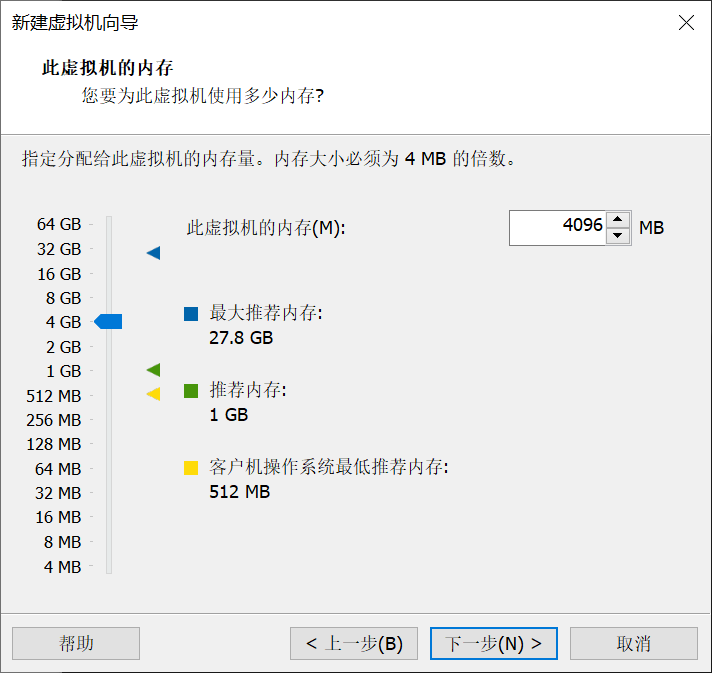 新建虚拟机向导
此虚拟机的内存
您要为此虚拟机使用多少内存?
指定分配给此虚拟机的内存量。内存大小必须为 4 MB 的倍数。
64 GB
32 GB
16 GB
8 GB
4 GB
2 GB
1 GB
512 MB
256 MB
128 MB
64 MB
32 MB
16 MB
8 MB
4 MB
此虚拟机的内存(M):
4096 MB
最大推荐内存:
27.8 GB
推荐内存:
1 GB
客户机操作系统最低推荐内存:
512 MB
帮助
< 上一步(B)
下一步(N) >
取消